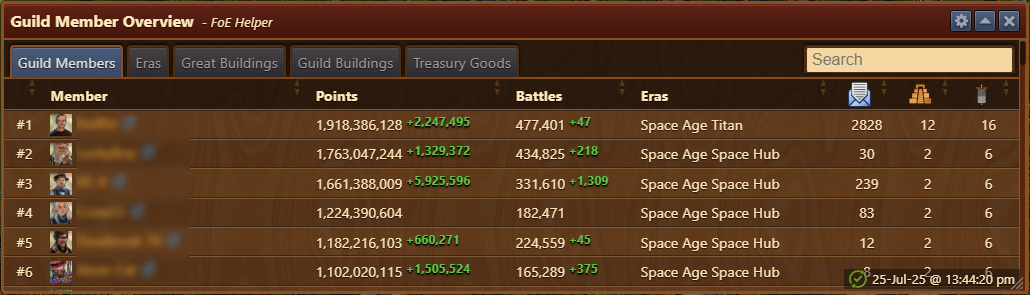 Guild Member Overview - FoE Helper
Guild Members Eras Great Buildings Guild Buildings Treasury Goods Search
Member Points Battles Eras
#1 1,918,386,128 +2,247,495 477,401 +47 Space Age Titan 2828 12 16
#2 1,763,047,244 +1,329,372 434,825 +218 Space Age Space Hub 30 2 6
#3 1,661,388,009 +5,925,596 331,610 +1,309 Space Age Space Hub 239 2 6
#4 1,224,390,604 182,471 Space Age Space Hub 83 2 6
#5 1,182,216,103 +660,271 224,559 +45 Space Age Space Hub 12 2 6
#6 1,102,020,115 +1,505,524 165,289 +375 Space Age Space Hub 8 2 6
25-Jul-25 @ 13:44:20 pm